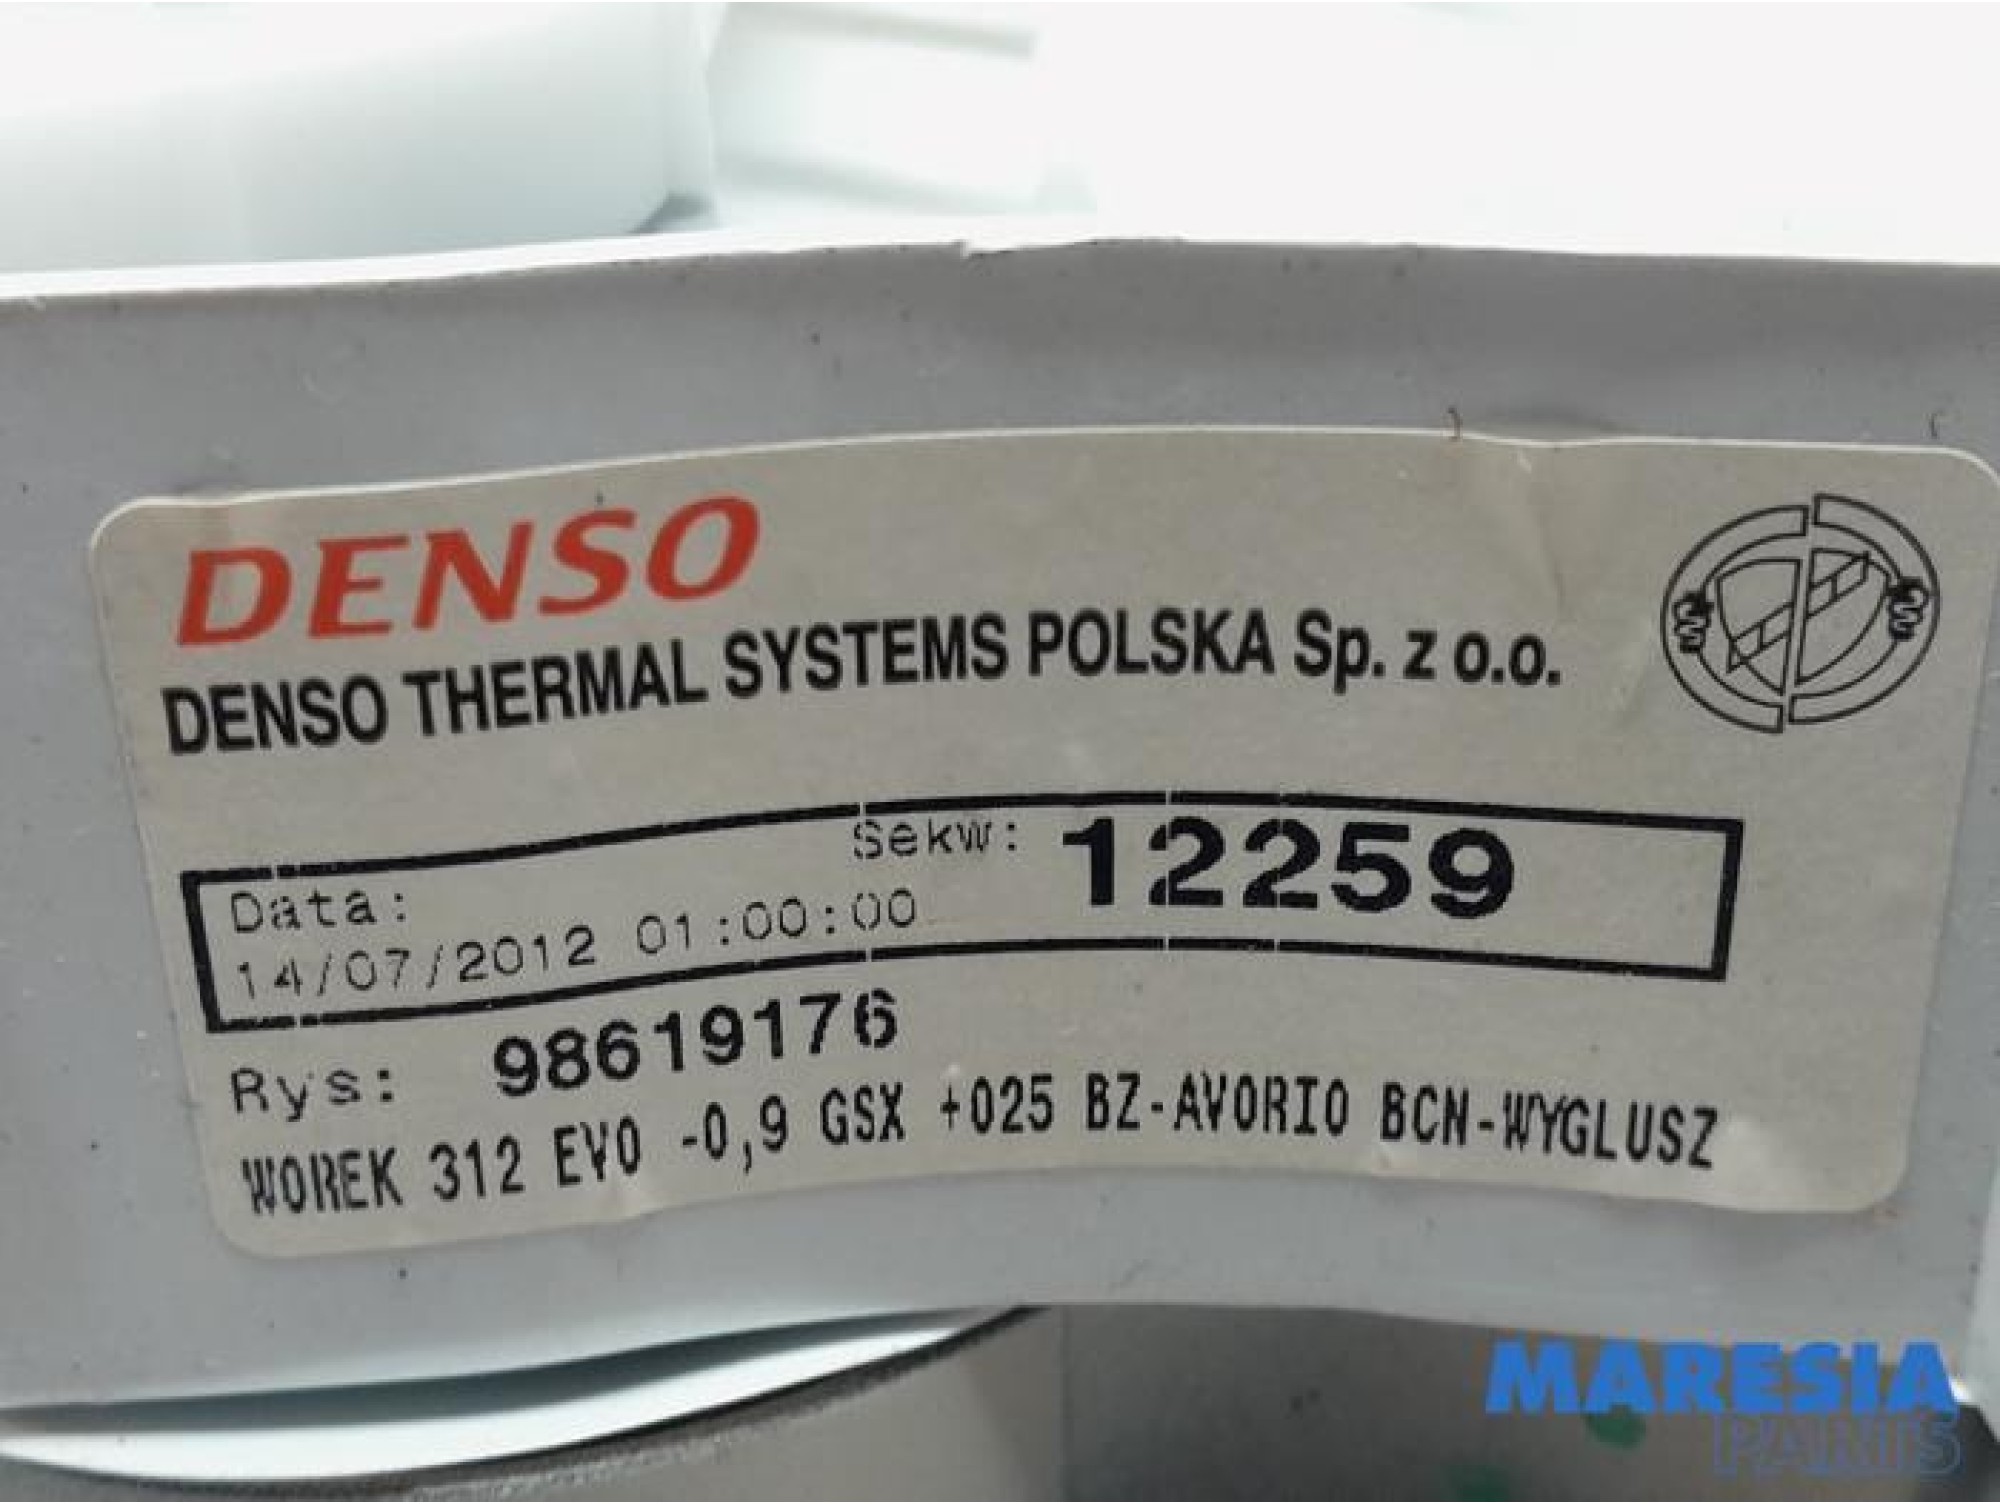 DENSO
DENSO THERMAL SYSTEMS POLSKA Sp. z o.o.
Data:
Sekw: 12259
14/07/2012 01:00:00
Rys: 98619176
WOREK 312 EVO -0,9 GSX +025 BZ-AVORIO BCN-WYGLUSZ
MARESIA
PARTS